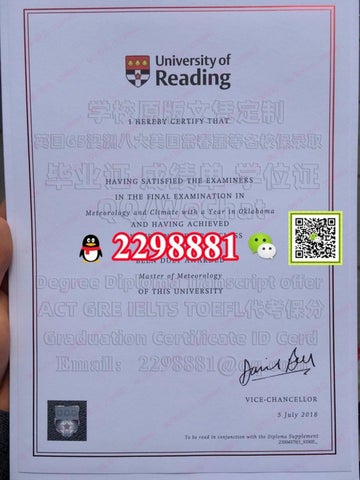 University of
Reading
I HEREBY CERTIFY THAT
学校原版文凭定制
英国G5澳洲八大美国常春藤等名校保录取
毕业证 成绩单 学位证
HAVING SATISFIED THE EXAMINERS
IN THE FINAL EXAMINATION IN
Meteorology and Climate with a Year in Oklahoma
AND HAVING ACHIEVED
2298881
BEEN DULY AWARDED
Master of Meteorology
OF THIS UNIVERSITY
Degree Diploma Transcript offer
ACT GRE IELTS TOEFL代考保分
Graduation Certificate ID Cerd
Email: 2298881@
VICE-CHANCELLOR
5 July 2018
To be read in conjunction with the Diploma Supplement